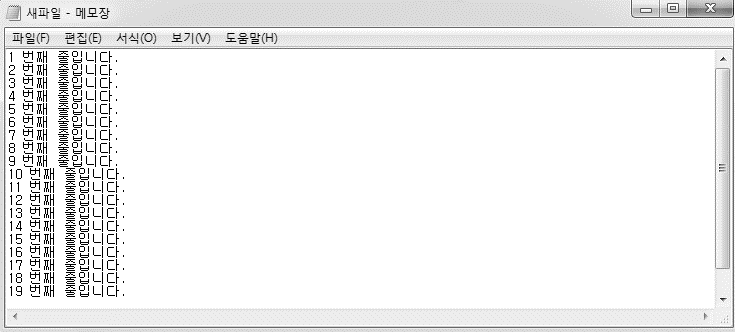 새파일 - 메모장
파일(F) 편집(E) 서식(O) 보기(V) 도움말(H)
1 번째 줄입니다.
2 번째 줄입니다.
3 번째 줄입니다.
4 번째 줄입니다.
5 번째 줄입니다.
6 번째 줄입니다.
7 번째 줄입니다.
8 번째 줄입니다.
9 번째 줄입니다.
10 번째 줄입니다.
11 번째 줄입니다.
12 번째 줄입니다.
13 번째 줄입니다.
14 번째 줄입니다.
15 번째 줄입니다.
16 번째 줄입니다.
17 번째 줄입니다.
18 번째 줄입니다.
19 번째 줄입니다.